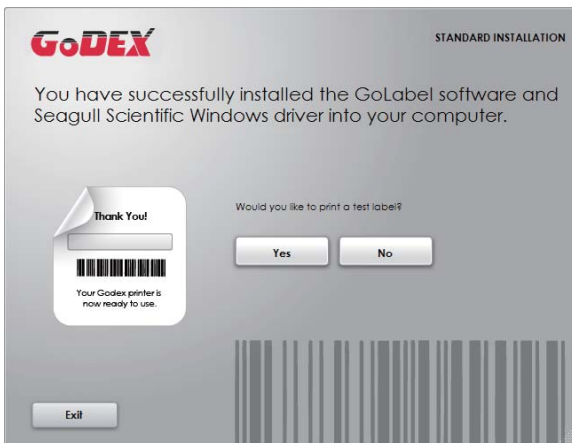 GoDEX
STANDARD INSTALLATION
You have successfully installed the GoLabel software and
Seagull Scientific Windows driver into your computer.
Thank You!
Your Godex printer is
now ready to use.
Would you like to print a test label?
Yes
No
Exit